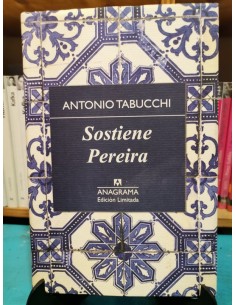 ANTONIO TABUCCHI
Sostiene
Pereira
ANAGRAMA
Edición Limitada